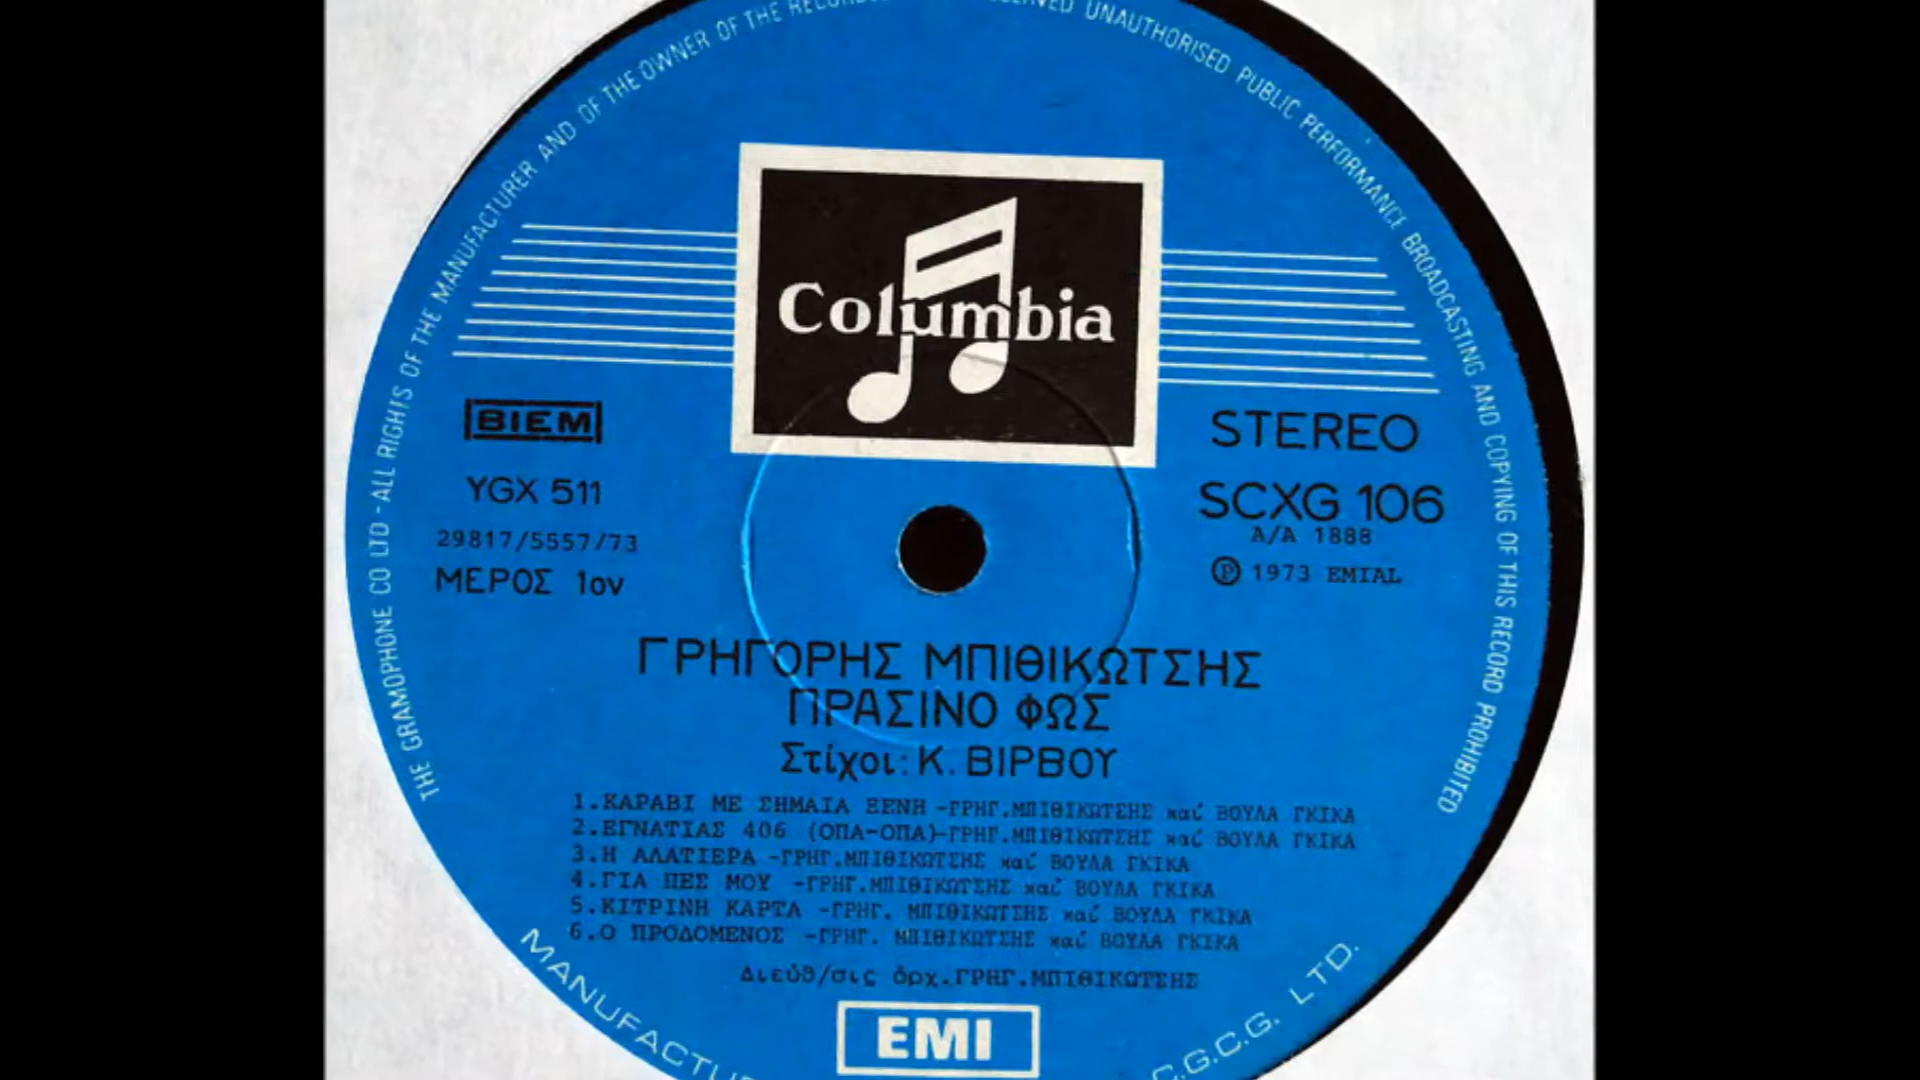 THE GRAMOPHONE CO LTD - ALL RIGHTS OF THE MANUFACTURER AND OF THE OWNER OF THE UNAUTHORISED PUBLIC PERFORMANCE BROADCASTING AND COPYING OF THIS RECORD PROHIBITED
Columbia
BIEM
STEREO
YGX 511
SCXG 106
29817/5557/73
A/A 1888
ΜΕΡΟΣ 1ον
Ⓟ 1973 EMIAL
ΓΡΗΓΟΡΗΣ ΜΠΙΘΙΚΩΤΣΗΣ
ΠΡΑΣΙΝΟ ΦΩΣ
Στίχοι: Κ. ΒΙΡΒΟΥ
1.ΚΑΡΑΒΙ ΜΕ ΣΗΜΑΙΑ ΞΕΝΗ -ΓΡΗΓ.ΜΠΙΘΙΚΩΤΣΗΣ καί ΒΟΥΛΑ ΓΚΙΚΑ
2.ΕΓΝΑΤΙΑΣ 406 (ΟΠΑ-ΟΠΑ)-ΓΡΗΓ.ΜΠΙΘΙΚΩΤΣΗΣ καί ΒΟΥΛΑ ΓΚΙΚΑ
3.Η ΑΛΑΤΙΕΡΑ -ΓΡΗΓ.ΜΠΙΘΙΚΩΤΣΗΣ καί ΒΟΥΛΑ ΓΚΙΚΑ
4.ΓΙΑ ΠΕΣ ΜΟΥ -ΓΡΗΓ.ΜΠΙΘΙΚΩΤΣΗΣ καί ΒΟΥΛΑ ΓΚΙΚΑ
5.ΚΙΤΡΙΝΗ ΚΑΡΤΑ -ΓΡΗΓ. ΜΠΙΘΙΚΩΤΣΗΣ καί ΒΟΥΛΑ ΓΚΙΚΑ
6.Ο ΠΡΟΔΟΜΕΝΟΣ -ΓΡΗΓ. ΜΠΙΘΙΚΩΤΣΗΣ καί ΒΟΥΛΑ ΓΚΙΚΑ
Διεύθ/σις όρχ.ΓΡΗΓ.ΜΠΙΘΙΚΩΤΣΗΣ
EMI
C.G.C.G. LTD.